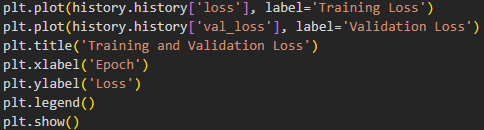 plt.plot(history.history['loss'], label='Training Loss')
plt.plot(history.history['val_loss'], label='Validation Loss')
plt.title('Training and Validation Loss')
plt.xlabel('Epoch')
plt.ylabel('Loss')
plt.legend()
plt.show()